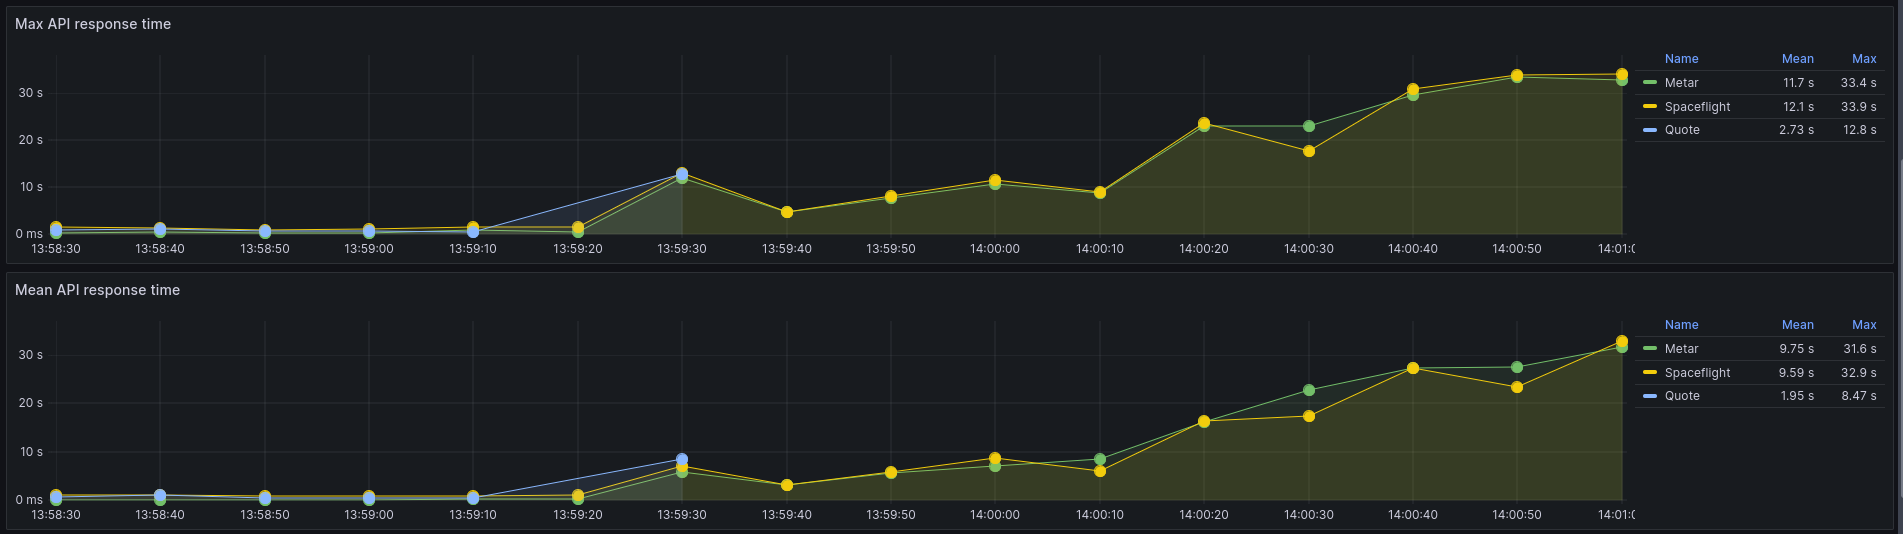 Max API response time
Name Mean Max
30 s
Metar 11.7 s 33.4 s
Spaceflight 12.1 s 33.9 s
20 s
Quote 2.73 s 12.8 s
10 s
0 ms
13:58:30 13:58:40 13:58:50 13:59:00 13:59:10 13:59:20 13:59:30 13:59:40 13:59:50 14:00:00 14:00:10 14:00:20 14:00:30 14:00:40 14:00:50 14:01:
Mean API response time
Name Mean Max
30 s
Metar 9.75 s 31.6 s
Spaceflight 9.59 s 32.9 s
20 s
Quote 1.95 s 8.47 s
10 s
0 ms
13:58:30 13:58:40 13:58:50 13:59:00 13:59:10 13:59:20 13:59:30 13:59:40 13:59:50 14:00:00 14:00:10 14:00:20 14:00:30 14:00:40 14:00:50 14:01: